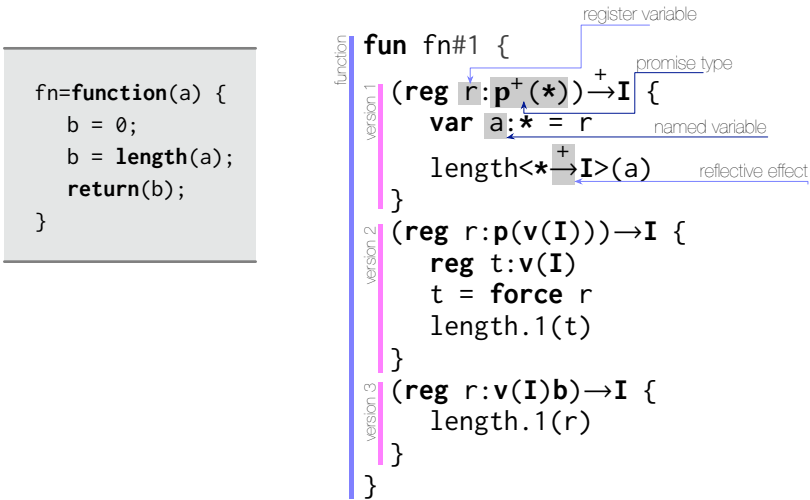 fn=function(a) {
b = 0;
b = length(a);
return(b);
}
register variable
function
fun fn#1 {
promise type
version 1
(reg r:p⁺(*))→⁺I {
var a:* = r
named variable
length<*→⁺I>(a)
reflective effect
}
version 2
(reg r:p(v(I)))→I {
reg t:v(I)
t = force r
length.1(t)
}
version 3
(reg r:v(I)b)→I {
length.1(r)
}
}